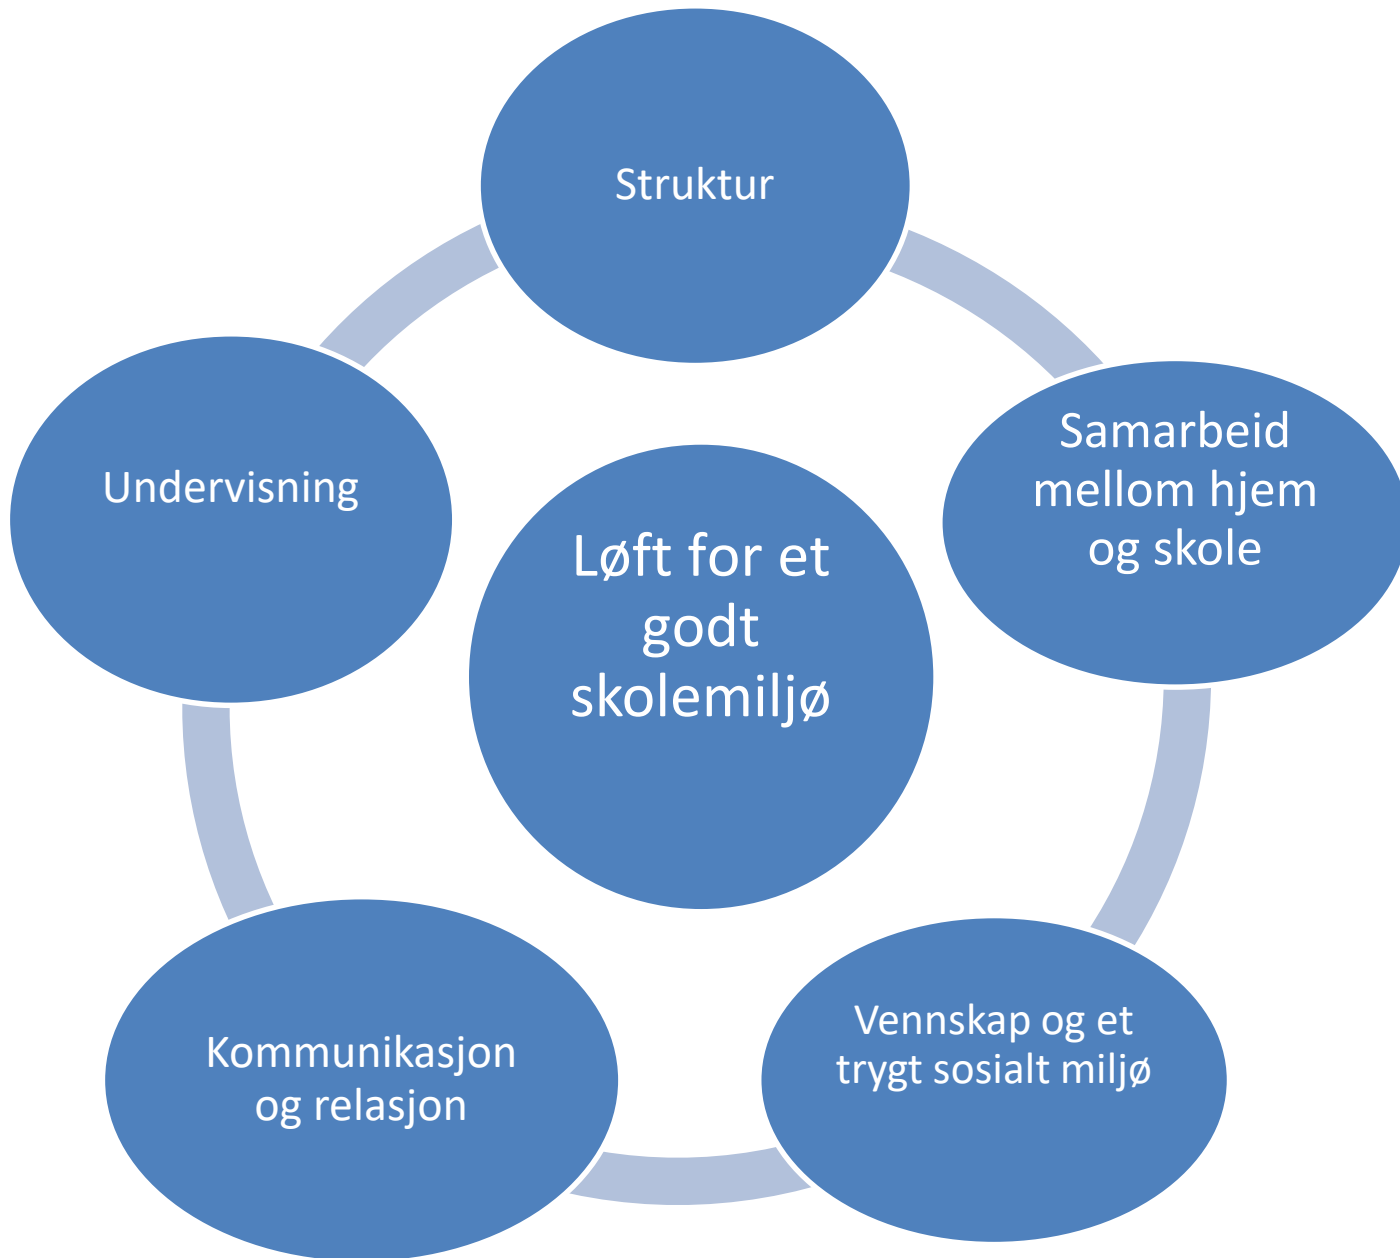 Struktur
Samarbeid
mellom hjem
og skole
Vennskap og et
trygt sosialt miljø
Kommunikasjon
og relasjon
Undervisning
Løft for et
godt
skolemiljø